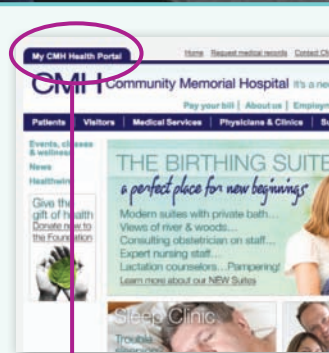 My CMH Health Portal
Home Request medical records Contact
CMH Community Memorial Hospital It's a
Pay your bill | About us |
Patients | Visitors | Medical Services | Physicians & Clinics |
Events, classes
& wellness
News
Give the
gift of health
Donate now to
the Foundation
THE BIRTHING SUITE
a perfect place for new beginnings
Modern suites with private bath...
Views of river & woods...
Consulting obstetrician on staff...
Expert nursing staff...
Lactation counselors...Pampering!
Learn more about our NEW Suites
Sleep Clinic
Trouble